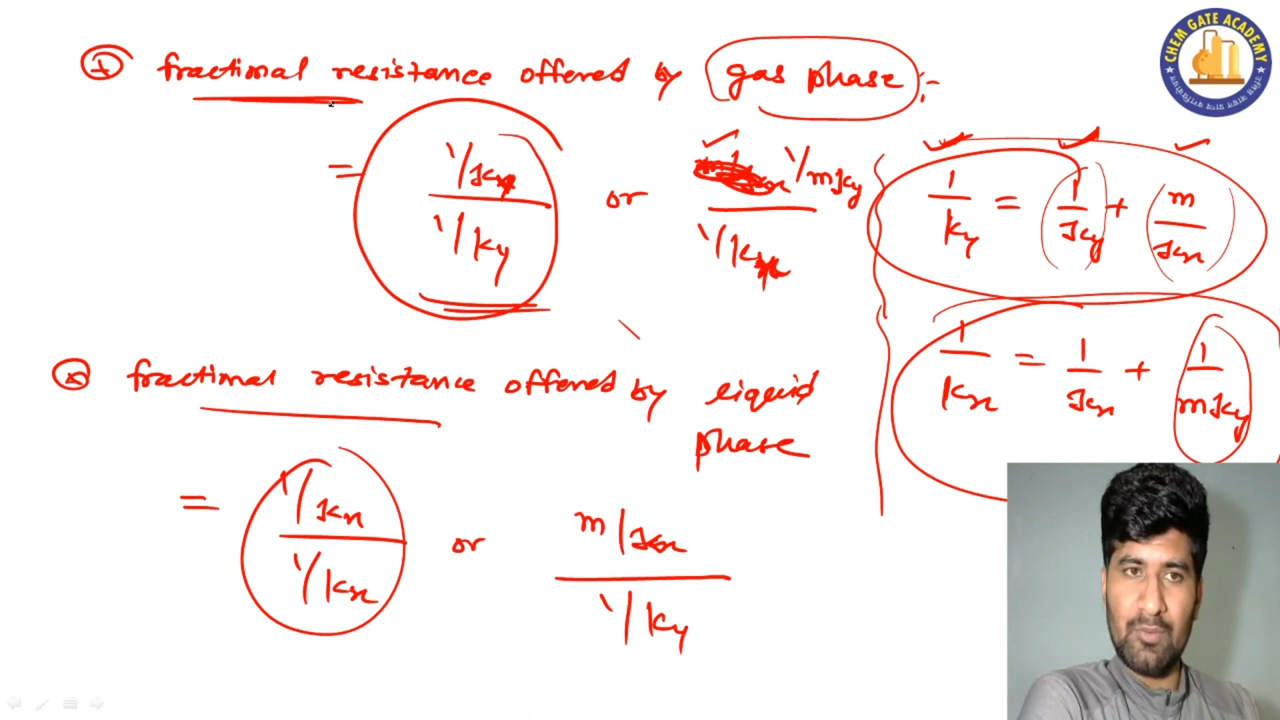 ① fractional resistance offered by gas phase :-
= (1/ky) / (1/Ky) or (1/mky) / (1/Kx)
1/Ky = 1/ky + m/kx
1/Kx = 1/kx + 1/mky
② fractional resistance offered by liquid phase
= (1/kx) / (1/Kx) or (m/kx) / (1/Ky)
CHEM GATE ACADEMY